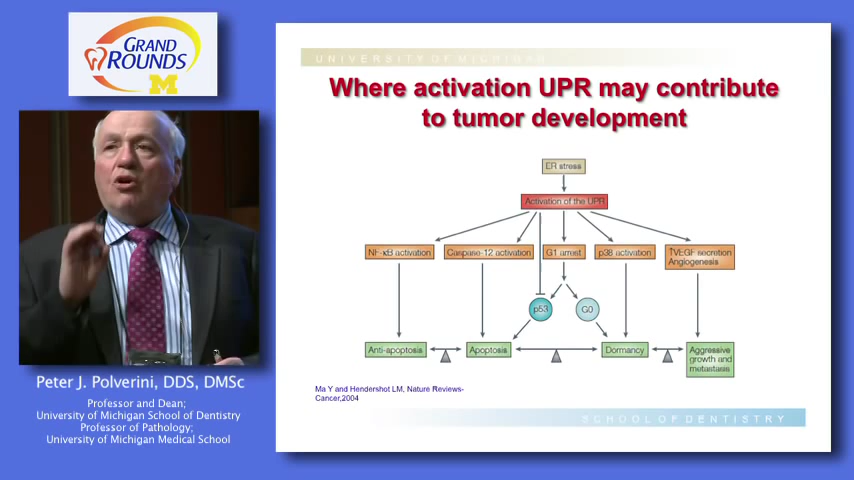 GRAND
ROUNDS
M
Peter J. Polverini, DDS, DMSc
Professor and Dean;
University of Michigan School of Dentistry
Professor of Pathology;
University of Michigan Medical School
UNIVERSITY OF MICHIGAN
Where activation UPR may contribute
to tumor development
ER stress
Activation of the UPR
NF-κB activation
Caspase-12 activation
G1 arrest
p38 activation
↑VEGF secretion
Angiogenesis
p53
G0
Anti-apoptosis
Apoptosis
Dormancy
Aggressive
growth and
metastasis
Ma Y and Hendershot LM, Nature Reviews-
Cancer,2004
SCHOOL OF DENTISTRY